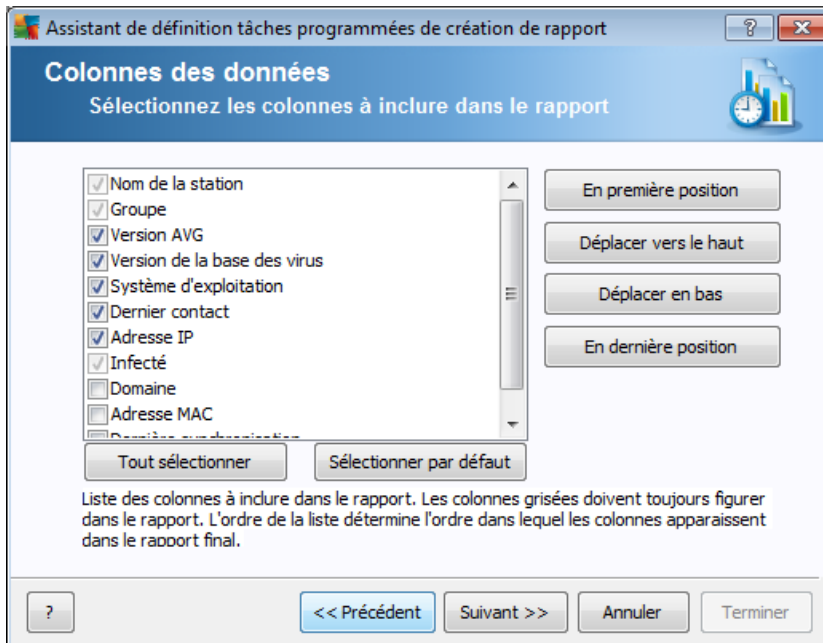 Assistant de définition tâches programmées de création de rapport
?
Colonnes des données
Sélectionnez les colonnes à inclure dans le rapport
Nom de la station
Groupe
Version AVG
Version de la base des virus
Système d'exploitation
Dernier contact
Adresse IP
Infecté
Domaine
Adresse MAC
Dernière synchronisation
En première position
Déplacer vers le haut
Déplacer en bas
En dernière position
Tout sélectionner
Sélectionner par défaut
Liste des colonnes à inclure dans le rapport. Les colonnes grisées doivent toujours figurer
dans le rapport. L'ordre de la liste détermine l'ordre dans lequel les colonnes apparaissent
dans le rapport final.
?
<< Précédent
Suivant >>
Annuler
Terminer